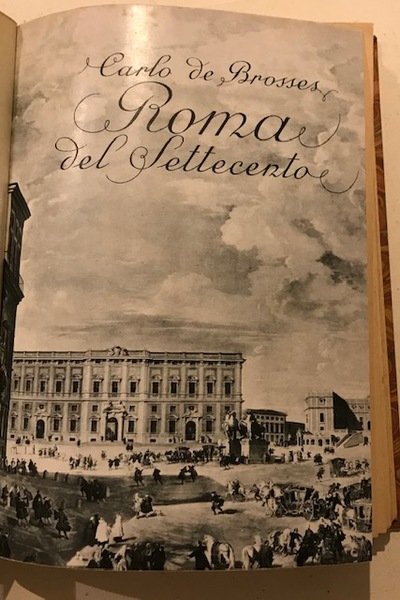 Carlo de Brosses
Roma
del Settecento